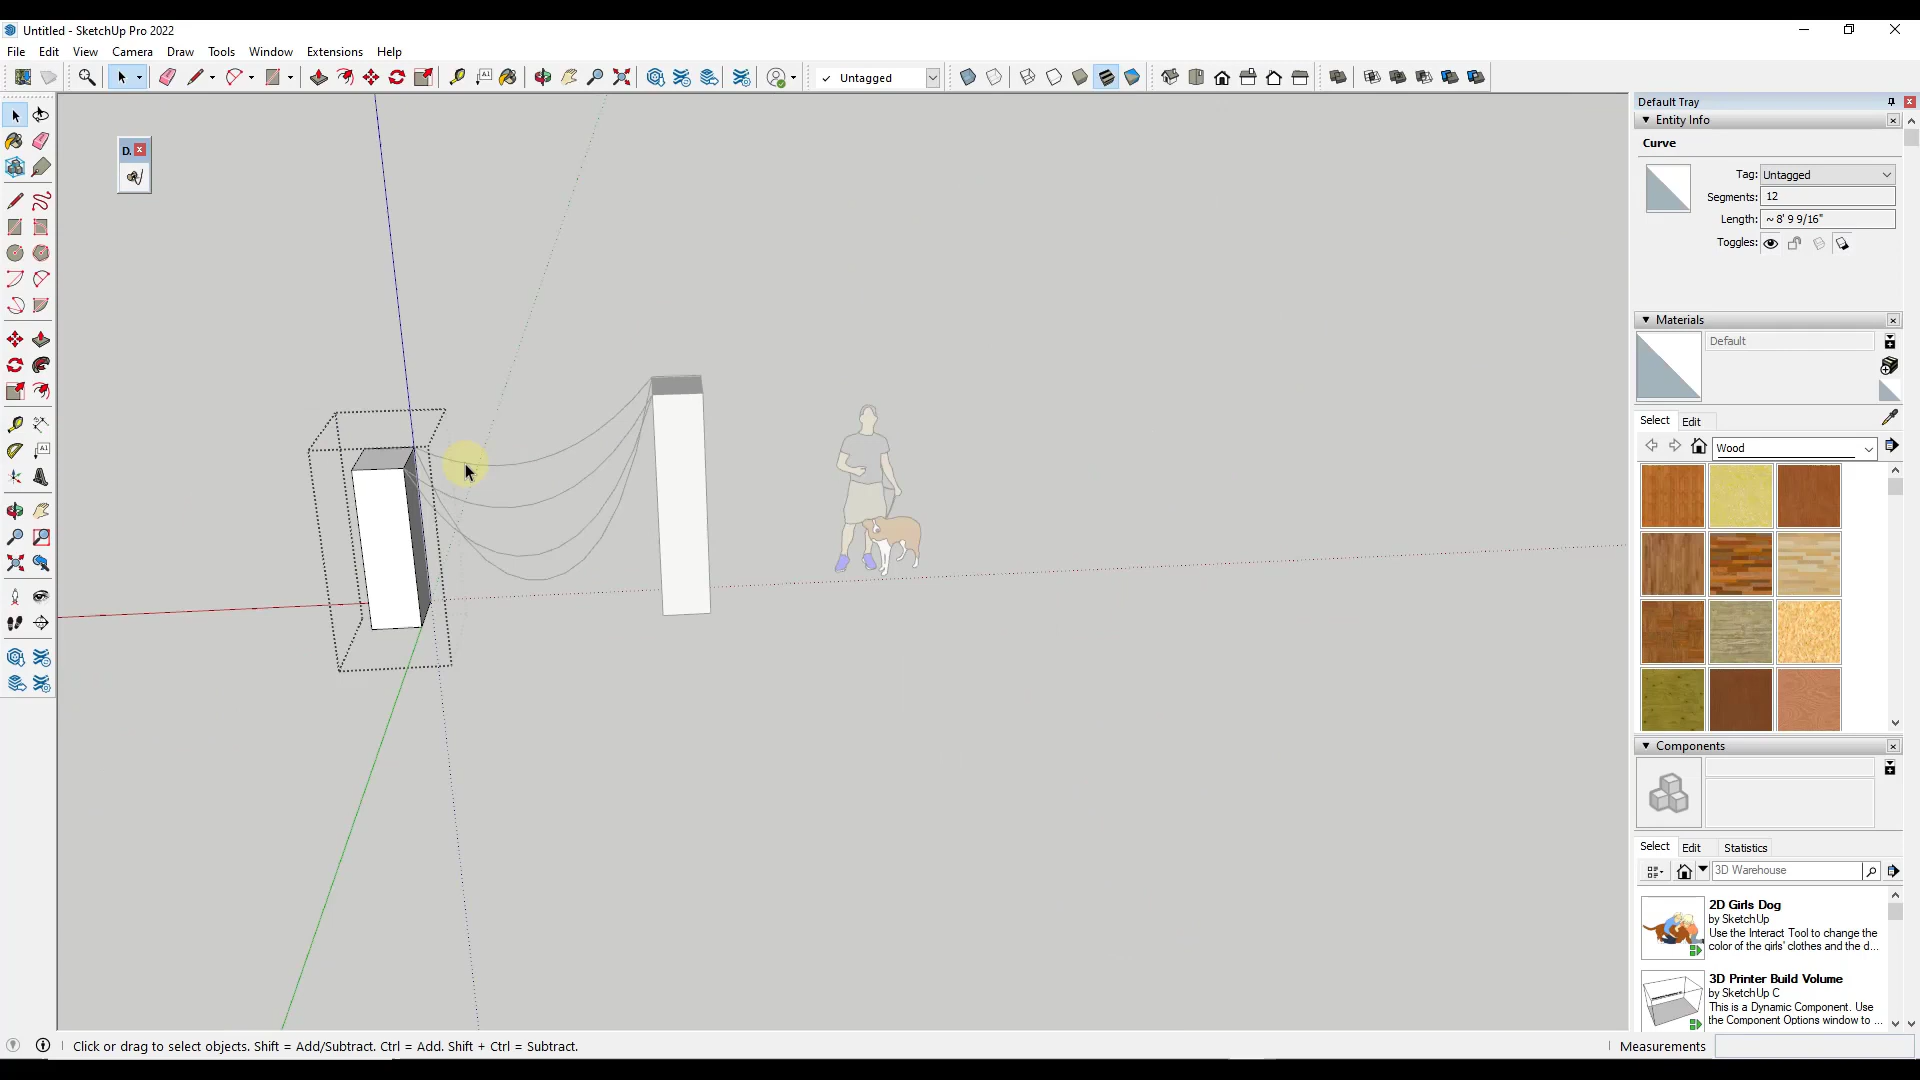 Untitled - SketchUp Pro 2022
File Edit View Camera Draw Tools Window Extensions Help
A1
✓ Untagged
D.
A1
Default Tray
Entity Info
Curve
Tag: Untagged
Segments: 12
Length: ~ 8' 9 9/16"
Toggles:
Materials
Default
Select Edit
Wood
Components
Select Edit Statistics
3D Warehouse
2D Girls Dog
by SketchUp
Use the Interact Tool to change the
color of the girls' clothes and the d...
3D Printer Build Volume
by SketchUp C
This is a Dynamic Component. Use
the Component Options window to ...
Click or drag to select objects. Shift = Add/Subtract. Ctrl = Add. Shift + Ctrl = Subtract.
Measurements